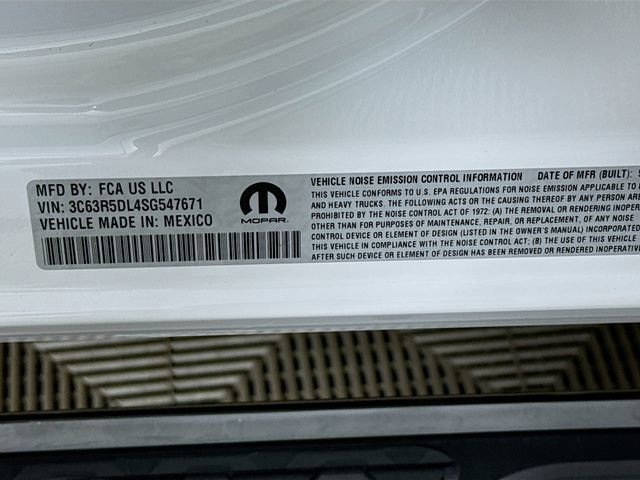 MFD BY: FCA US LLC
VIN: 3C63R5DL4SG547671
VEHICLE MADE IN: MEXICO
MOPAR.
VEHICLE NOISE EMISSION CONTROL INFORMATION DATE OF MFR (BUILT): 5
THIS VEHICLE CONFORMS TO U.S. EPA REGULATIONS FOR NOISE EMISSION APPLICABLE TO
AND HEAVY TRUCKS. THE FOLLOWING ACTS OR THE CAUSING THEREOF BY ANY PERSON ARE
PROHIBITED BY THE NOISE CONTROL ACT OF 1972: (A) THE REMOVAL OR RENDERING INOPER
OTHER THAN FOR PURPOSES OF MAINTENANCE, REPAIR, OR REPLACEMENT, OF ANY NOISE
CONTROL DEVICE OR ELEMENT OF DESIGN (LISTED IN THE OWNER'S MANUAL) INCORPORATED
THIS VEHICLE IN COMPLIANCE WITH THE NOISE CONTROL ACT; (B) THE USE OF THIS VEHICLE
AFTER SUCH DEVICE OR ELEMENT OF DESIGN HAS BEEN REMOVED OR RENDERED INOPERATIVE